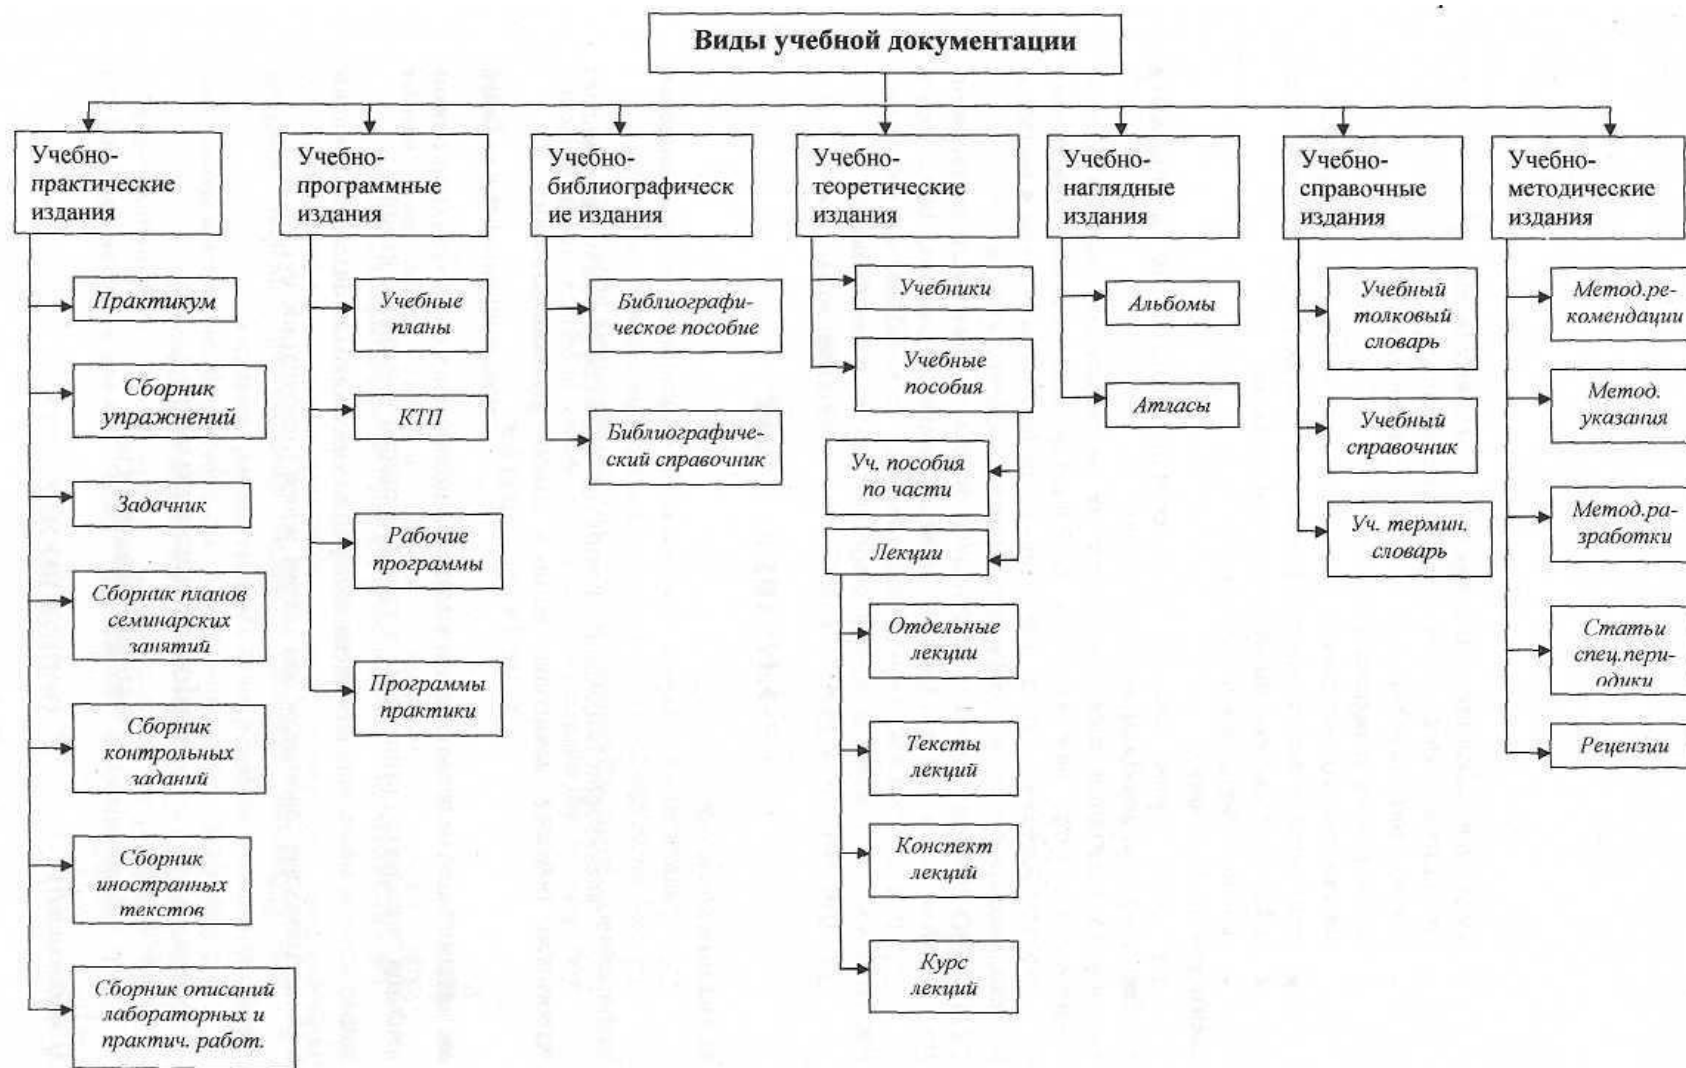 Виды учебной документации
Учебно-
практические
издания
Практикум
Сборник
упражнений
Задачник
Сборник планов
семинарских
занятий
Сборник
контрольных
заданий
Сборник
иностранных
текстов
Сборник описаний
лабораторных и
практич. работ.
Учебно-
программные
издания
Учебные
планы
КТП
Рабочие
программы
Программы
практики
Учебно-
библиографическ
ие издания
Библиографи-
ческое пособие
Библиографиче-
ский справочник
Учебно-
теоретические
издания
Учебники
Учебные
пособия
Уч. пособия
по части
Лекции
Отдельные
лекции
Тексты
лекций
Конспект
лекций
Курс
лекций
Учебно-
наглядные
издания
Альбомы
Атласы
Учебно-
справочные
издания
Учебный
толковый
словарь
Учебный
справочник
Уч. термин.
словарь
Учебно-
методические
издания
Метод.ре-
комендации
Метод.
указания
Метод.ра-
зработки
Статьи
спец.пери-
одики
Рецензии